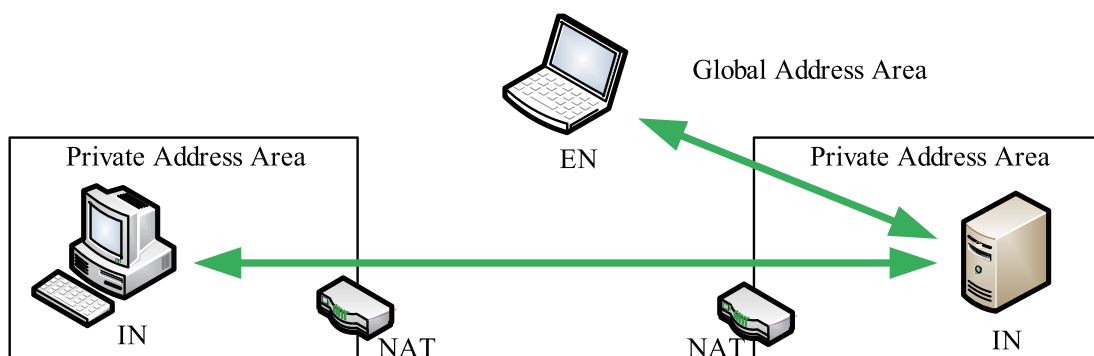 Global Address Area
EN
Private Address Area
Private Address Area
IN
NAT
NAT
IN